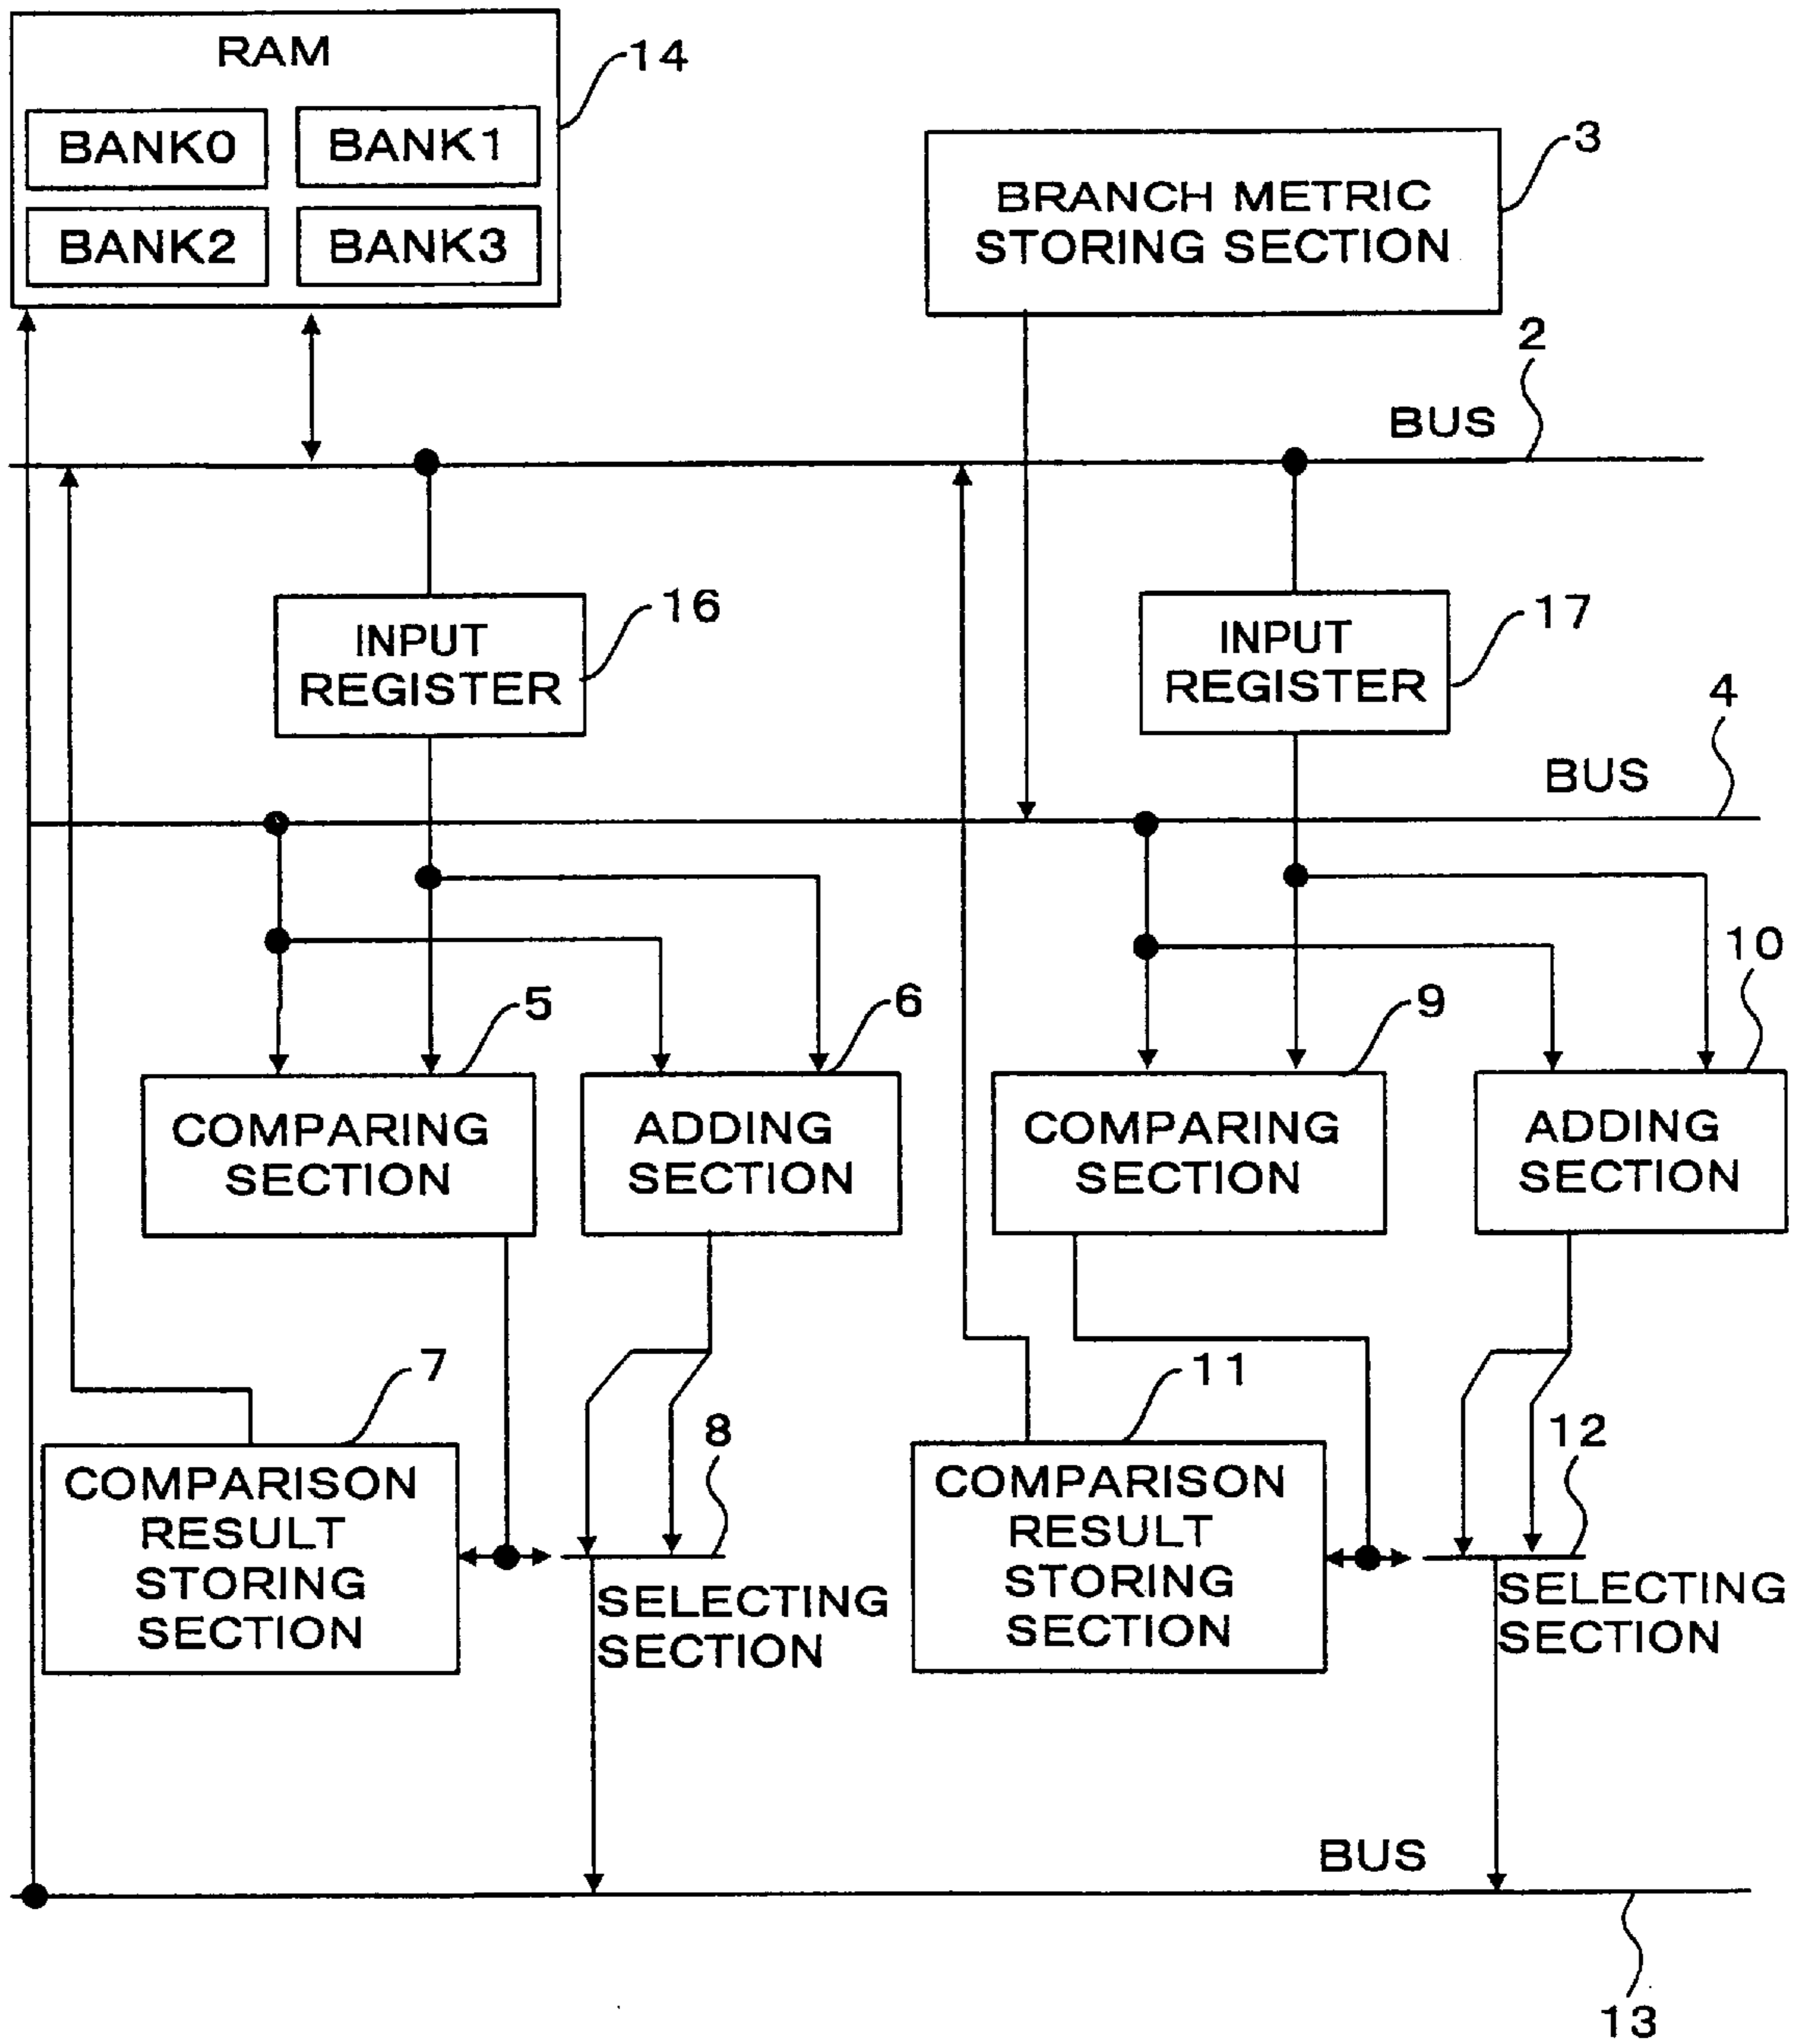 RAM
14
BANK0
BANK1
BANK2
BANK3
3
BRANCH METRIC
STORING SECTION
2
BUS
16
INPUT
REGISTER
17
INPUT
REGISTER
4
BUS
5
6
9
10
COMPARING
SECTION
ADDING
SECTION
COMPARING
SECTION
ADDING
SECTION
7
8
11
12
COMPARISON
RESULT
STORING
SECTION
SELECTING
SECTION
COMPARISON
RESULT
STORING
SECTION
SELECTING
SECTION
BUS
13